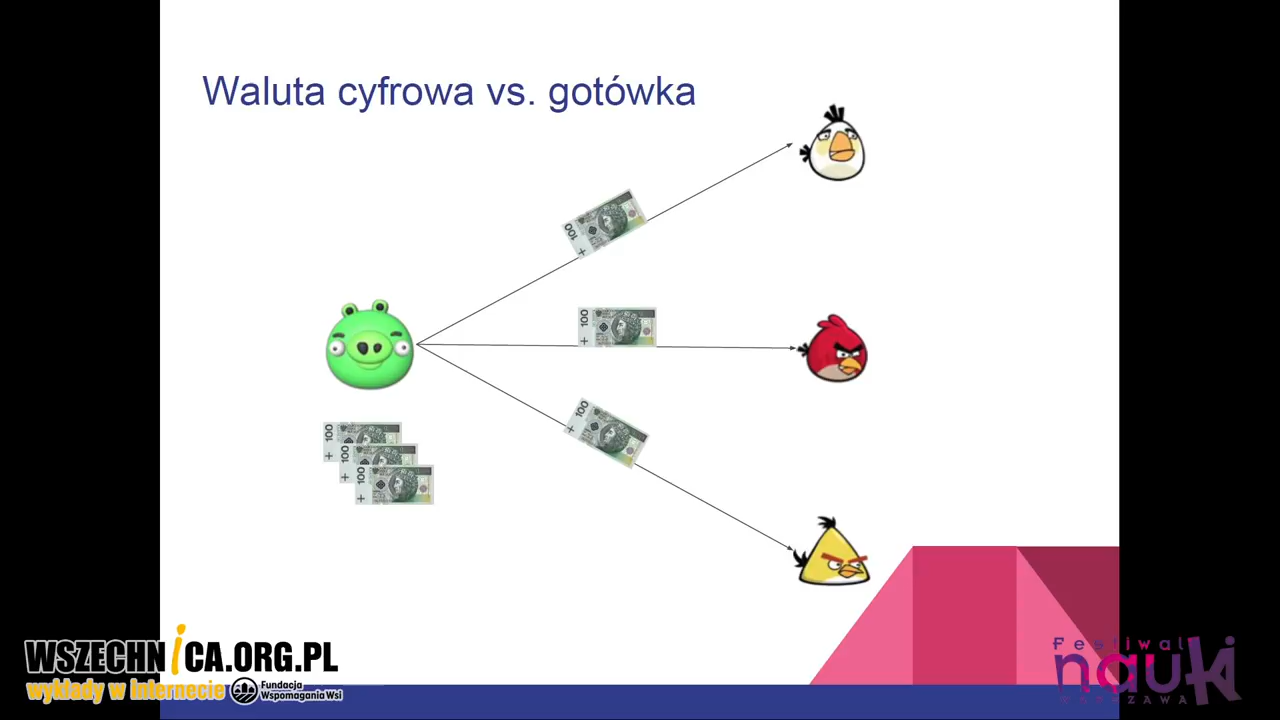 Waluta cyfrowa vs. gotówka
100
100
100
100
100
100
WSZECHNiCA.ORG.PL
wykłady w Internecie
Fundacja
Wspomagania Wsi
Festiwal
nauki
WARSZAWA